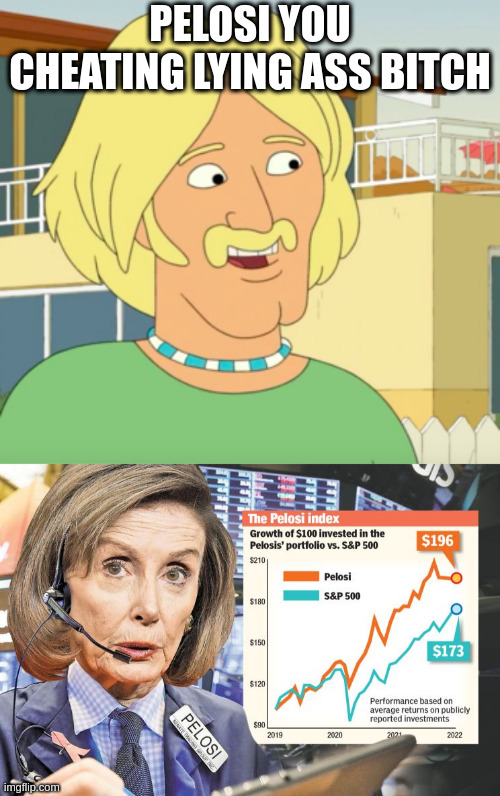 PELOSI YOU
CHEATING LYING ASS BITCH
The Pelosi index
Growth of $100 invested in the
Pelosis' portfolio vs. S&P 500
$196
$210
Pelosi
S&P 500
$180
$150
$173
$120
Performance based on
average returns on publicly
reported investments
$90
2019
2020
2021
2022
PELOSI
imgflip.com